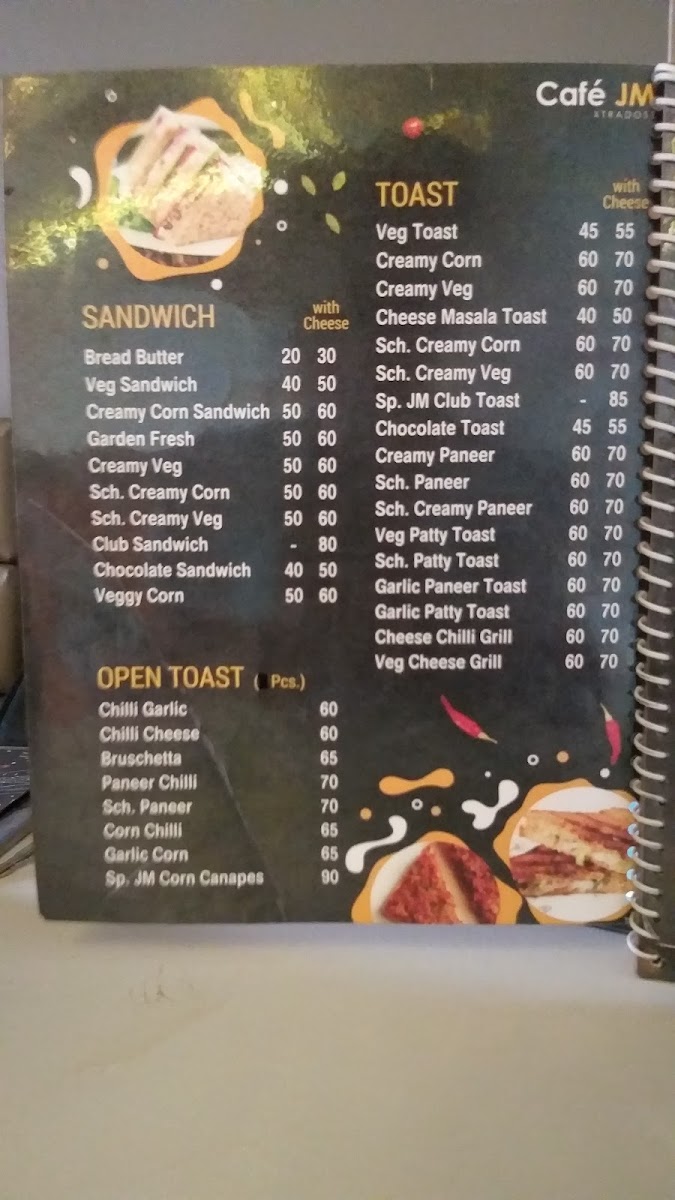 Café JM
XTRADOS
SANDWICH with Cheese
Bread Butter 20 30
Veg Sandwich 40 50
Creamy Corn Sandwich 50 60
Garden Fresh 50 60
Creamy Veg 50 60
Sch. Creamy Corn 50 60
Sch. Creamy Veg 50 60
Club Sandwich - 80
Chocolate Sandwich 40 50
Veggy Corn 50 60
OPEN TOAST ( Pcs.)
Chilli Garlic 60
Chilli Cheese 60
Bruschetta 65
Paneer Chilli 70
Sch. Paneer 70
Corn Chilli 65
Garlic Corn 65
Sp. JM Corn Canapes 90
TOAST with Cheese
Veg Toast 45 55
Creamy Corn 60 70
Creamy Veg 60 70
Cheese Masala Toast 40 50
Sch. Creamy Corn 60 70
Sch. Creamy Veg 60 70
Sp. JM Club Toast - 85
Chocolate Toast 45 55
Creamy Paneer 60 70
Sch. Paneer 60 70
Sch. Creamy Paneer 60 70
Veg Patty Toast 60 70
Sch. Patty Toast 60 70
Garlic Paneer Toast 60 70
Garlic Patty Toast 60 70
Cheese Chilli Grill 60 70
Veg Cheese Grill 60 70